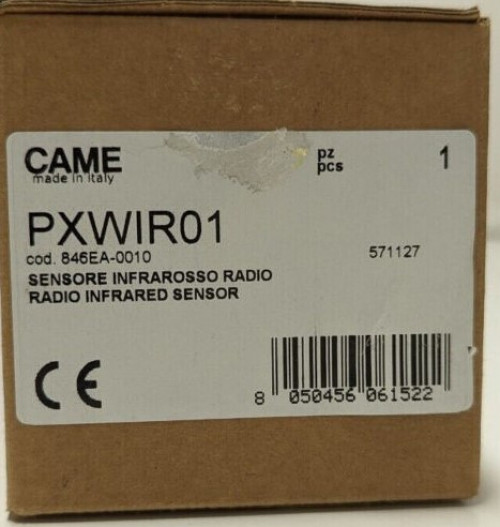 CAME
made in Italy
pz
pcs
1
PXWIR01
cod. 846EA-0010
571127
SENSORE INFRAROSSO RADIO
RADIO INFRARED SENSOR
CE
8 050456 061522